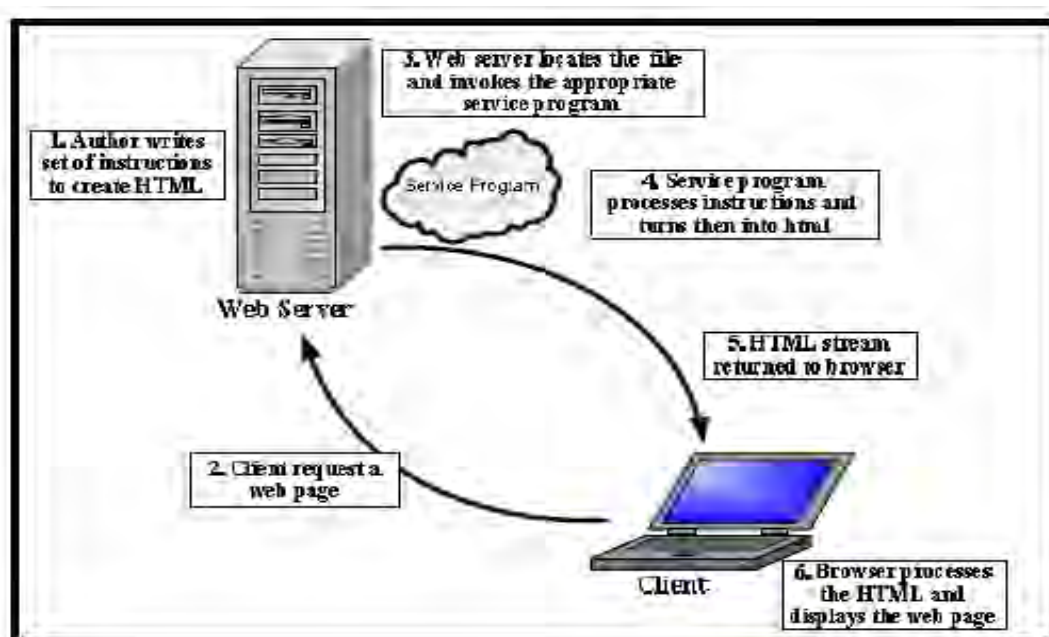 1. Author writes
set of instructions
to create HTML
Web Server
2. Client request a
web page
3. Web server locates the file
and invokes the appropriate
service program
Service Program
4. Service program
processes instructions and
turns then into html
5. HTML stream
returned to browser
Client
6. Browser processes
the HTML and
displays the web page